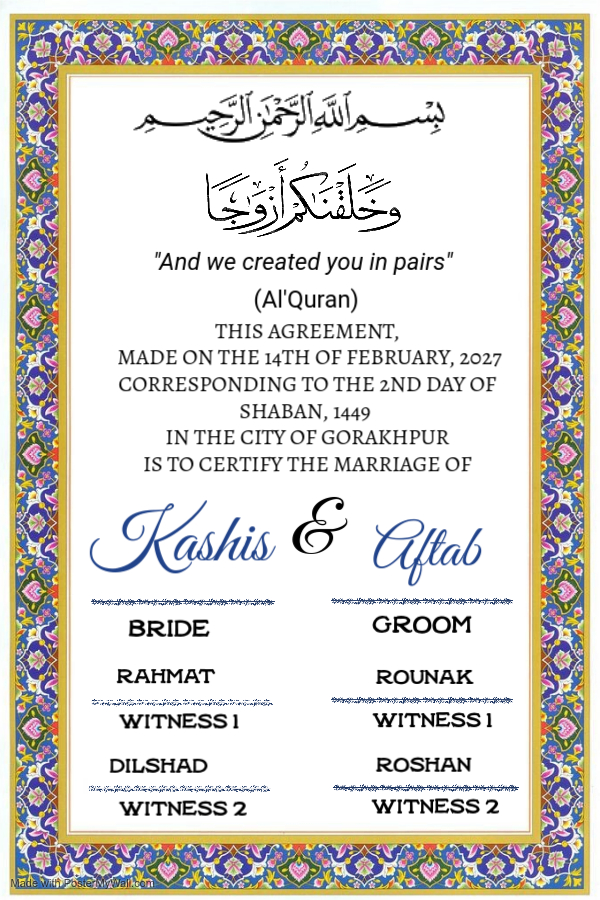 بِسْمِ اللَّهِ الرَّحْمَٰنِ الرَّحِيمِ
وَخَلَقْنَاكُمْ أَزْوَاجًا
"And we created you in pairs"
(Al'Quran)
THIS AGREEMENT,
MADE ON THE 14TH OF FEBRUARY, 2027
CORRESPONDING TO THE 2ND DAY OF
SHABAN, 1449
IN THE CITY OF GORAKHPUR
IS TO CERTIFY THE MARRIAGE OF
Kashis & Aftab
BRIDE GROOM
RAHMAT ROUNAK
WITNESS 1 WITNESS 1
DILSHAD ROSHAN
WITNESS 2 WITNESS 2
Made with PosterMyWall.com